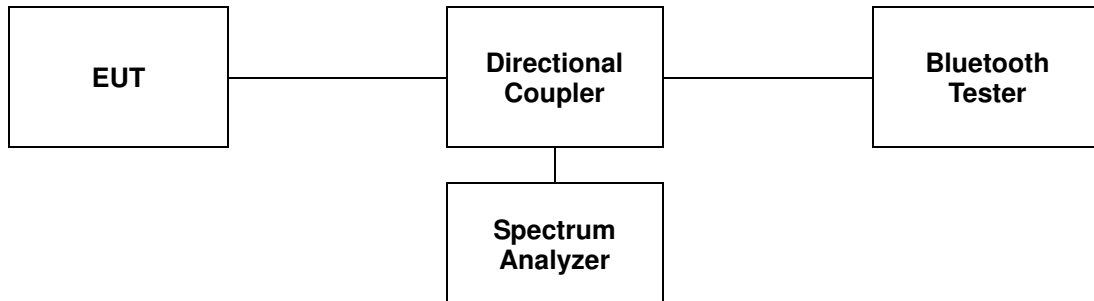 EUT
Directional
Coupler
Bluetooth
Tester
Spectrum
Analyzer